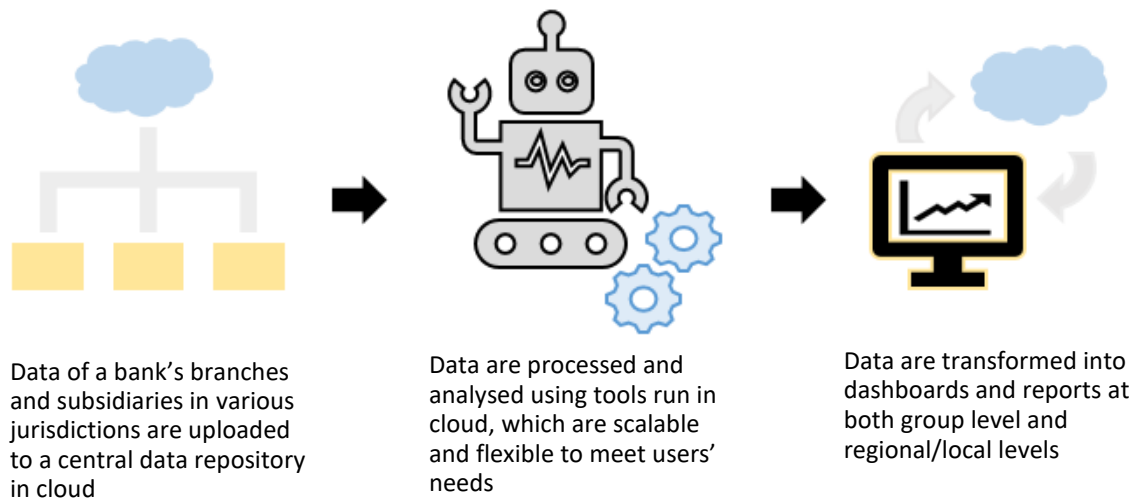 Data of a bank’s branches
and subsidiaries in various
jurisdictions are uploaded
to a central data repository
in cloud
Data are processed and
analysed using tools run in
cloud, which are scalable
and flexible to meet users’
needs
Data are transformed into
dashboards and reports at
both group level and
regional/local levels